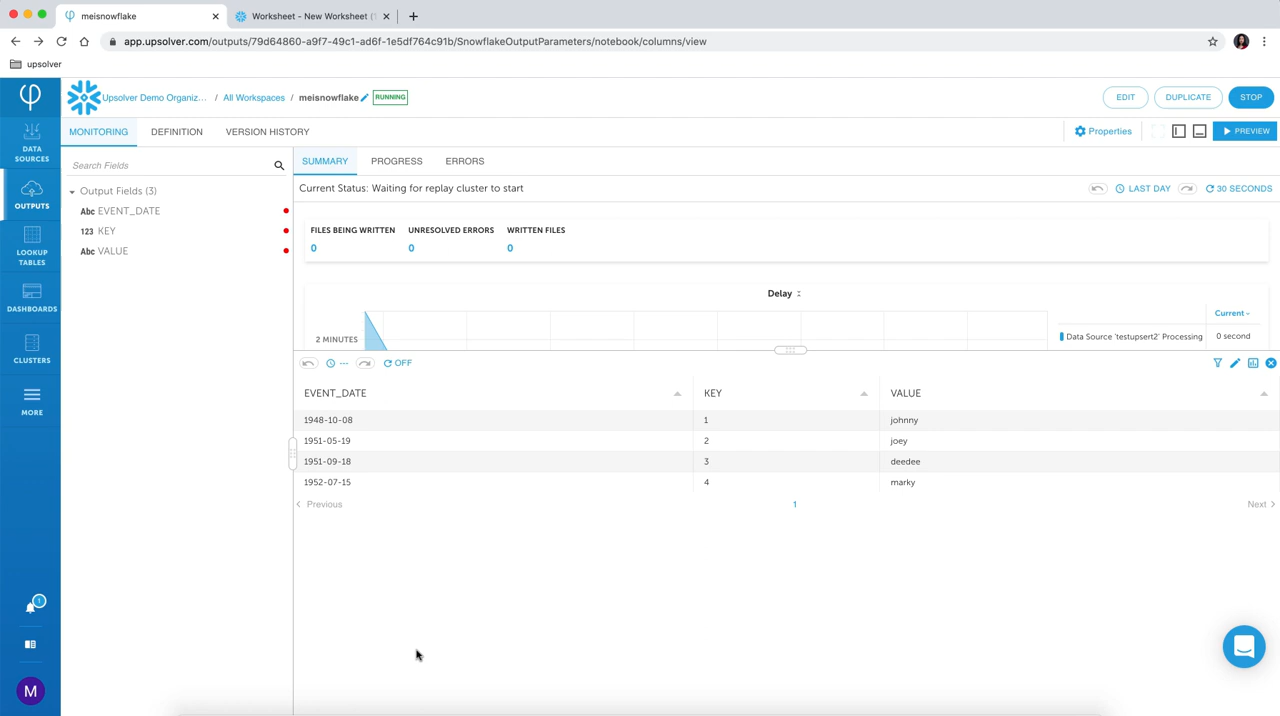 meisnowflake
Worksheet - New Worksheet (
app.upsolver.com/outputs/79d64860-a9f7-49c1-ad6f-1e5df764c91b/SnowflakeOutputParameters/notebook/columns/view
upsolver
Upsolver Demo Organiz... / All Workspaces / meisnowflake RUNNING
EDIT DUPLICATE STOP
MONITORING DEFINITION VERSION HISTORY
Properties PREVIEW
DATA
SOURCES
OUTPUTS
LOOKUP
TABLES
DASHBOARDS
CLUSTERS
MORE
1
M
Search Fields
Output Fields (3)
Abc EVENT_DATE
123 KEY
Abc VALUE
SUMMARY PROGRESS ERRORS
Current Status: Waiting for replay cluster to start
LAST DAY 30 SECONDS
FILES BEING WRITTEN UNRESOLVED ERRORS WRITTEN FILES
0 0 0
Delay
Current
2 MINUTES
Data Source 'testupsert2' Processing 0 second
--- OFF
EVENT_DATE KEY VALUE
1948-10-08 1 johnny
1951-05-19 2 joey
1951-09-18 3 deedee
1952-07-15 4 marky
Previous 1 Next